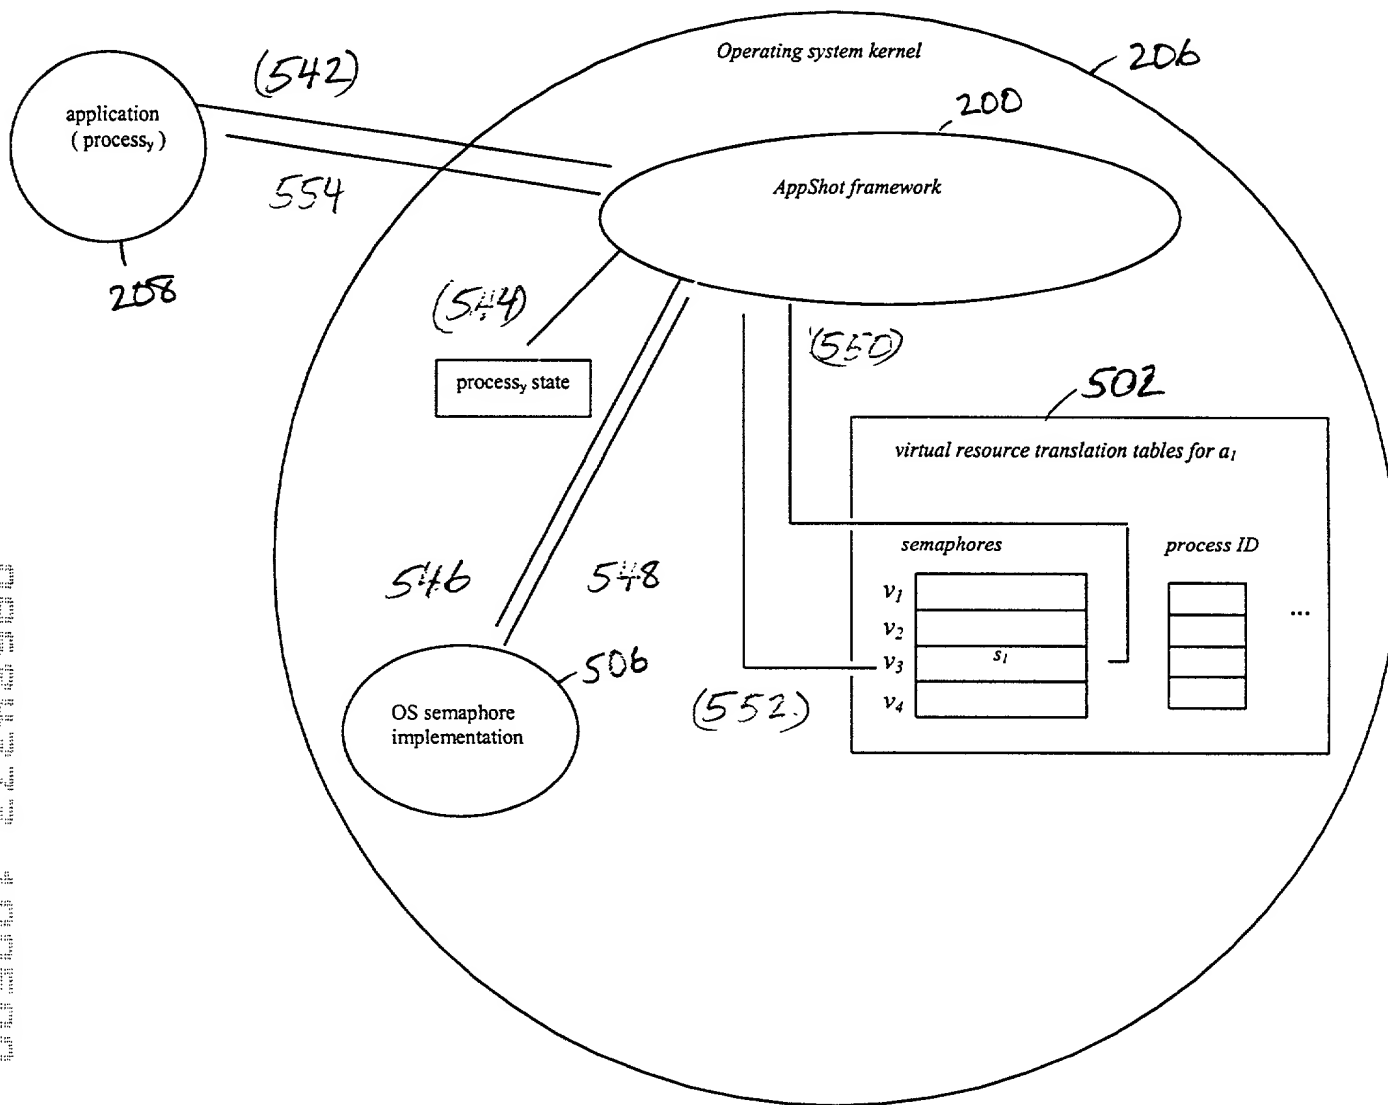 Operating system kernel
206
(542)
200
application
( processy )
AppShot framework
554
208
(544)
(550)
processy state
502
virtual resource translation tables for a1
semaphores
process ID
546
548
v1
v2
...
v3
s1
506
v4
(552)
OS semaphore
implementation